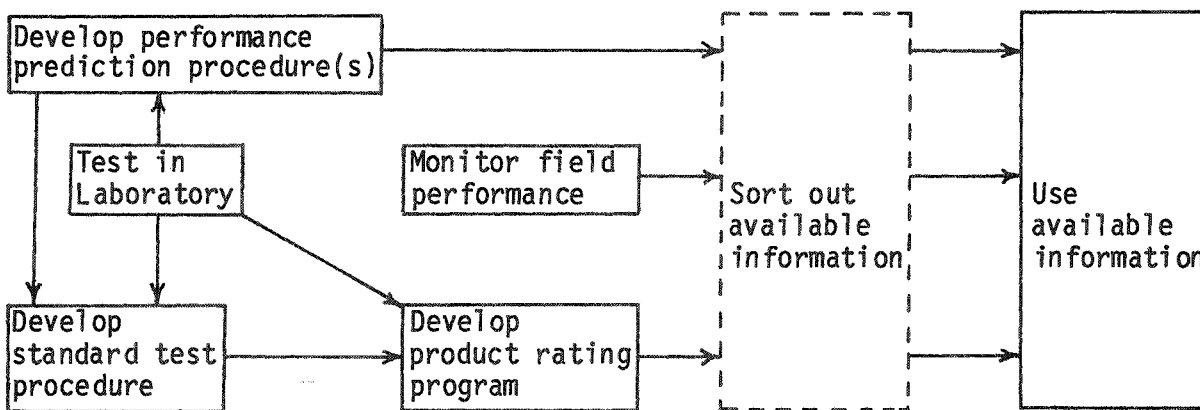 Develop performance
prediction procedure(s)
Test in
Laboratory
Monitor field
performance
Sort out
available
information
Use
available
information
Develop
standard test
procedure
Develop
product rating
program